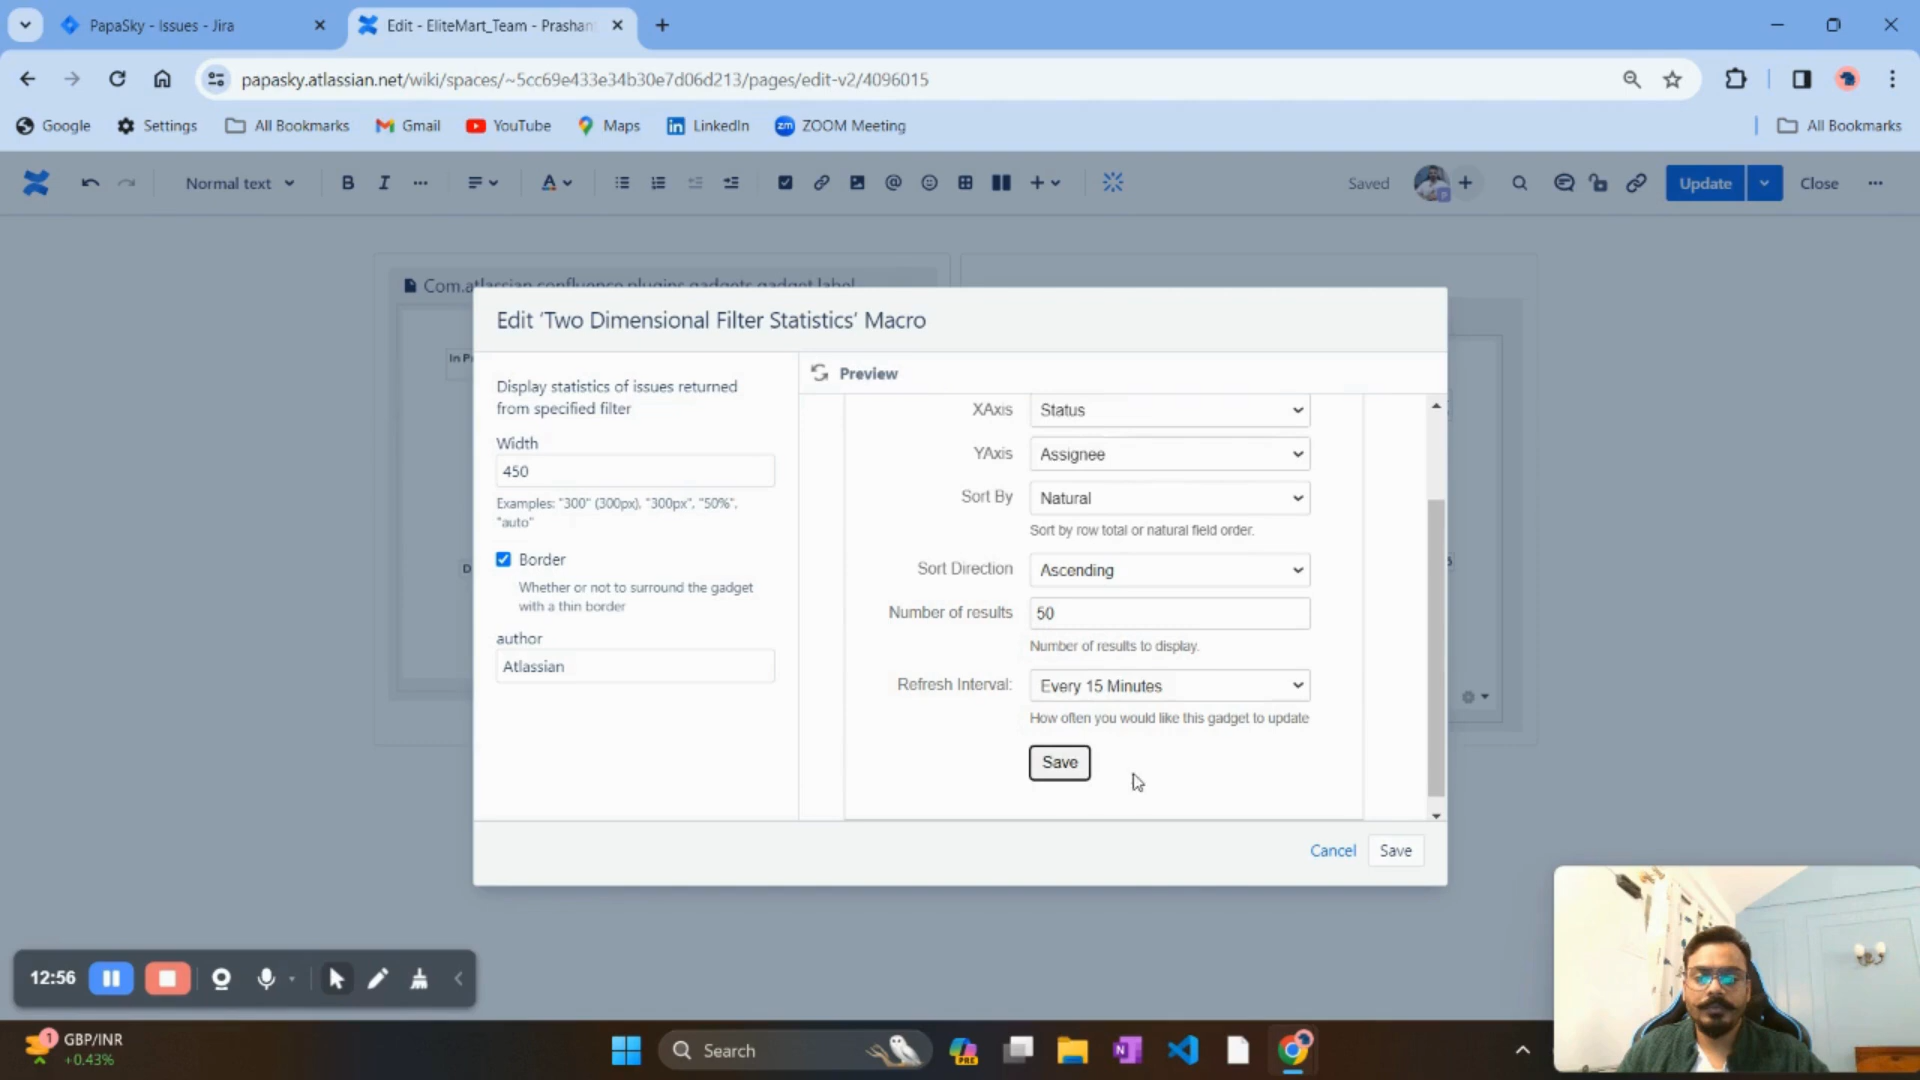 PapaSky - Issues - Jira
Edit - EliteMart_Team - Prashan
papasky.atlassian.net/wiki/spaces/~5cc69e433e34b30e7d06d213/pages/edit-v2/4096015
Google
Settings
All Bookmarks
Gmail
YouTube
Maps
LinkedIn
zm
ZOOM Meeting
All Bookmarks
Normal text
Saved
Update
Close
Com.atlassian.confluence.plugins.gadgets.gadget.label
In P
D
Edit ‘Two Dimensional Filter Statistics’ Macro
Display statistics of issues returned
from specified filter
Width
450
Examples: "300" (300px), "300px", "50%",
"auto"
Border
Whether or not to surround the gadget
with a thin border
author
Atlassian
Preview
XAxis
Status
YAxis
Assignee
Sort By
Natural
Sort by row total or natural field order.
Sort Direction
Ascending
Number of results
50
Number of results to display.
Refresh Interval:
Every 15 Minutes
How often you would like this gadget to update
Save
Cancel
Save
12:56
1
GBP/INR
+0.43%
Search
PRE